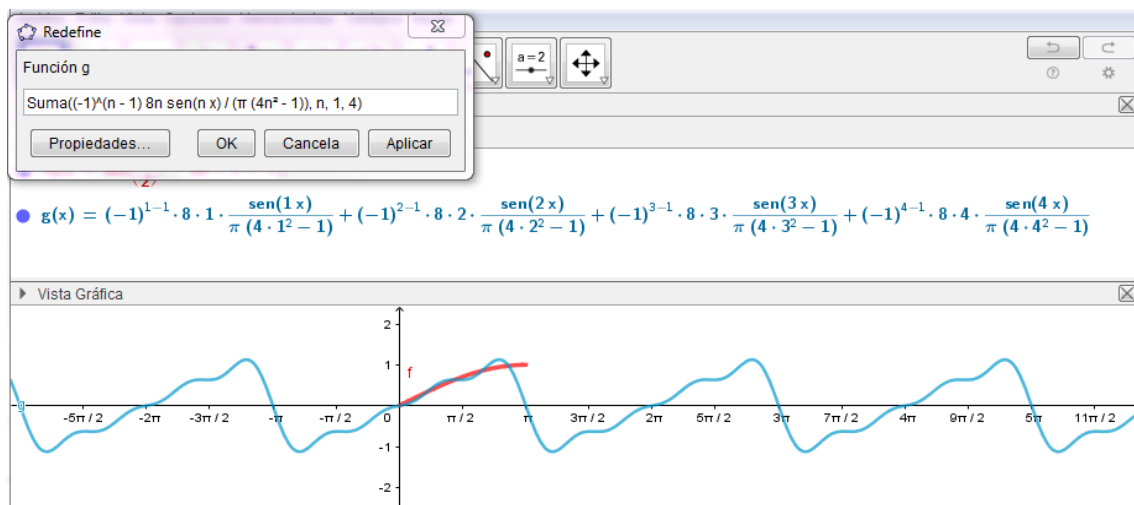 Redefine
Función g
Suma((-1)^(n - 1) 8n sen(n x) / (π (4n² - 1)), n, 1, 4)
Propiedades... OK Cancela Aplicar
a = 2
g(x) = (-1)¹⁻¹ · 8 · 1 · sen(1 x) / π (4 · 1² - 1) + (-1)²⁻¹ · 8 · 2 · sen(2 x) / π (4 · 2² - 1) + (-1)³⁻¹ · 8 · 3 · sen(3 x) / π (4 · 3² - 1) + (-1)⁴⁻¹ · 8 · 4 · sen(4 x) / π (4 · 4² - 1)
Vista Gráfica
2
1
f
g
-5π/2 -2π -3π/2 -π -π/2 0 π/2 π 3π/2 2π 5π/2 3π 7π/2 4π 9π/2 5π 11π/2
-1
-2